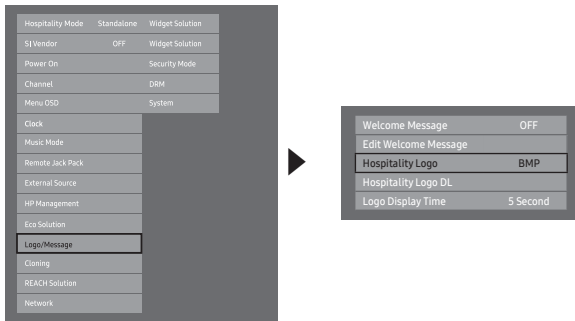 Hospitality Mode Standalone Widget Solution
SI Vendor OFF Widget Solution
Power On Security Mode
Channel DRM
Menu OSD System
Clock
Music Mode
Remote Jack Pack
External Source
HP Management
Eco Solution
Logo/Message
Cloning
REACH Solution
Network
Welcome Message OFF
Edit Welcome Message
Hospitality Logo BMP
Hospitality Logo DL
Logo Display Time 5 Second